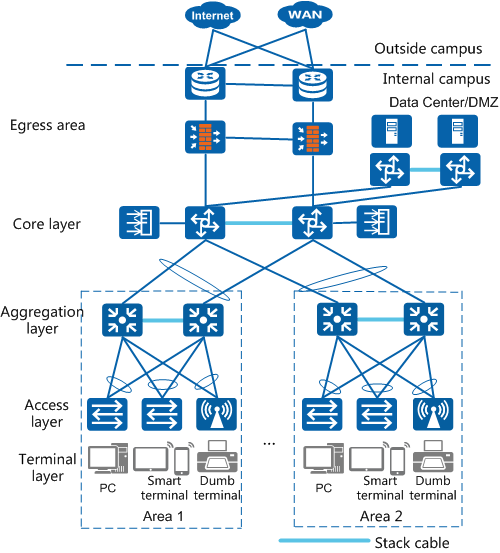 Internet
WAN
Outside campus
Internal campus
Data Center/DMZ
Egress area
Core layer
Aggregation
layer
Access
layer
Terminal
layer
PC
Smart
terminal
Dumb
terminal
Area 1
...
PC
Smart
terminal
Dumb
terminal
Area 2
Stack cable